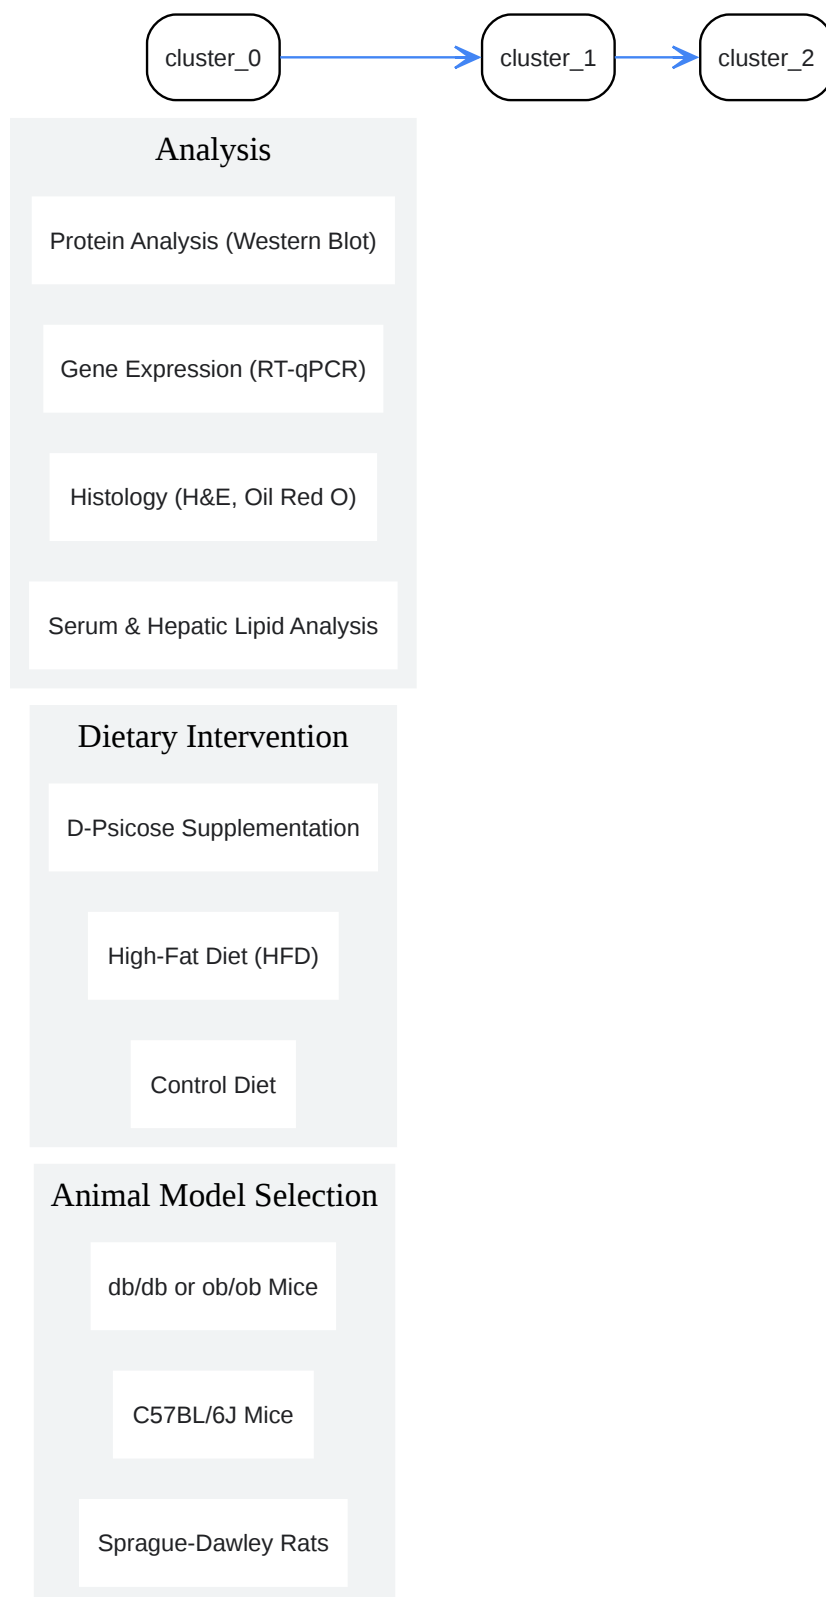 cluster_0
cluster_1
cluster_2
Analysis
Protein Analysis (Western Blot)
Gene Expression (RT-qPCR)
Histology (H&E, Oil Red O)
Serum & Hepatic Lipid Analysis
Dietary Intervention
D-Psicose Supplementation
High-Fat Diet (HFD)
Control Diet
Animal Model Selection
db/db or ob/ob Mice
C57BL/6J Mice
Sprague-Dawley Rats